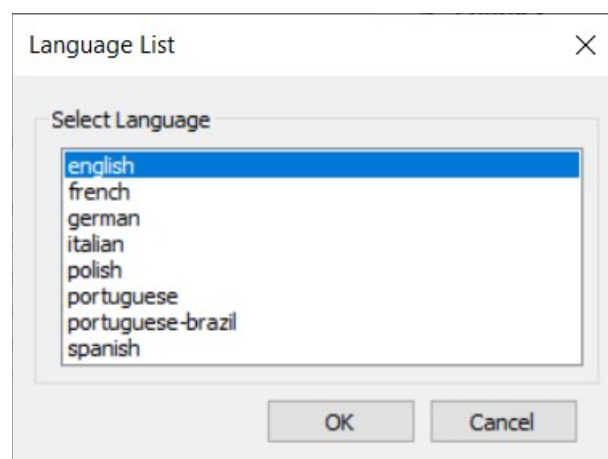 Language List
Select Language
english
french
german
italian
polish
portuguese
portuguese-brazil
spanish
OK Cancel